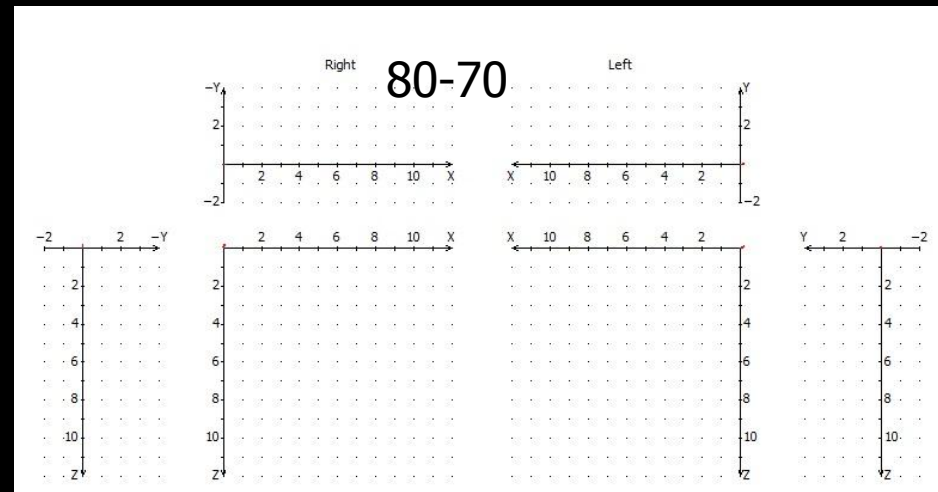 Right 80-70 Left
-Y Y
2 2
2 4 6 8 10 X X 10 8 6 4 2
-2 -2
-2 2 -Y 2 4 6 8 10 X X 10 8 6 4 2 Y 2 -2
2 2 2 2
4 4 4 4
6 6 6 6
8 8 8 8
10 10 10 10
Z Z Z Z